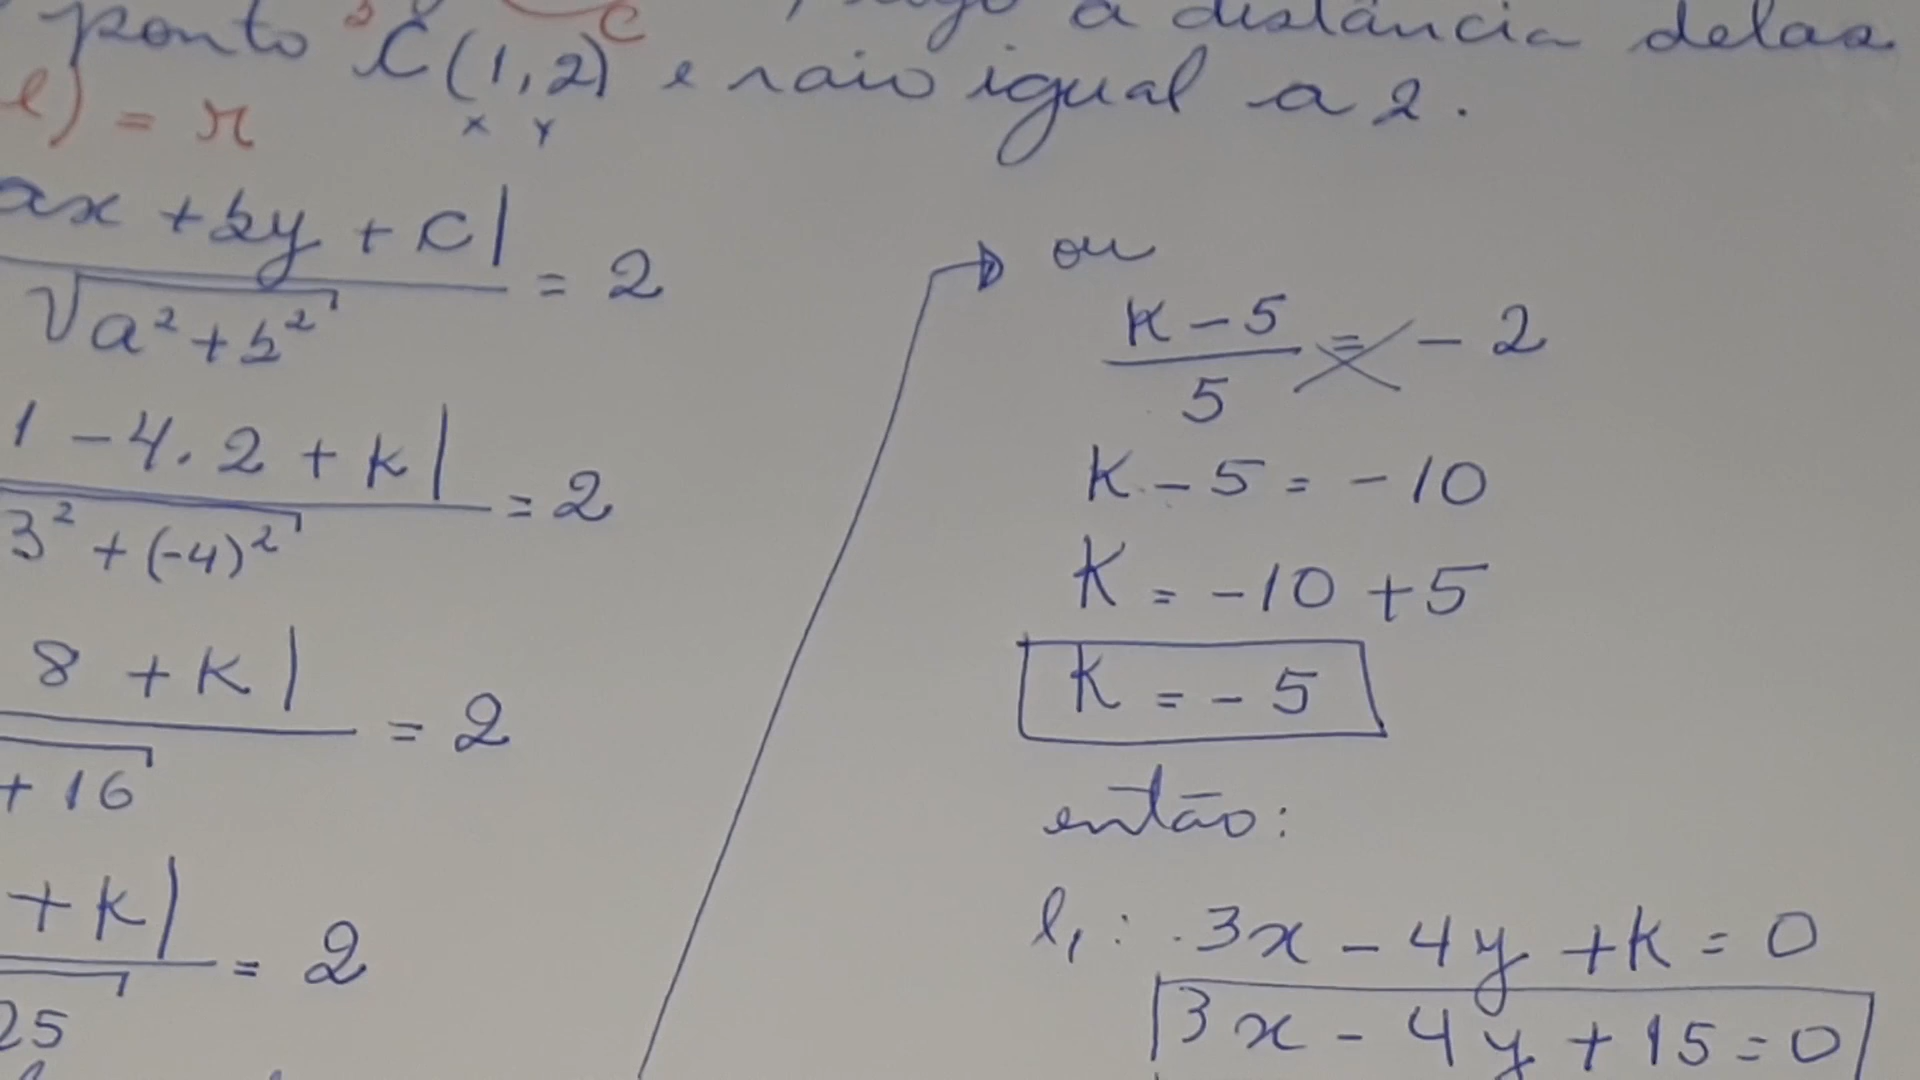 a distância delas
ponto C(1,2) e raio igual a 2.
x y
l) = r
ax + by + c| = 2
√a² + b²
1 - 4. 2 + k| = 2
3² + (-4)²
8 + k| = 2
+ 16
+ k| = 2
25
ou
k - 5 = - 2
5
k - 5 = - 10
k = - 10 + 5
k = - 5
então:
l₁: 3x - 4y + k = 0
3x - 4y + 15 = 0